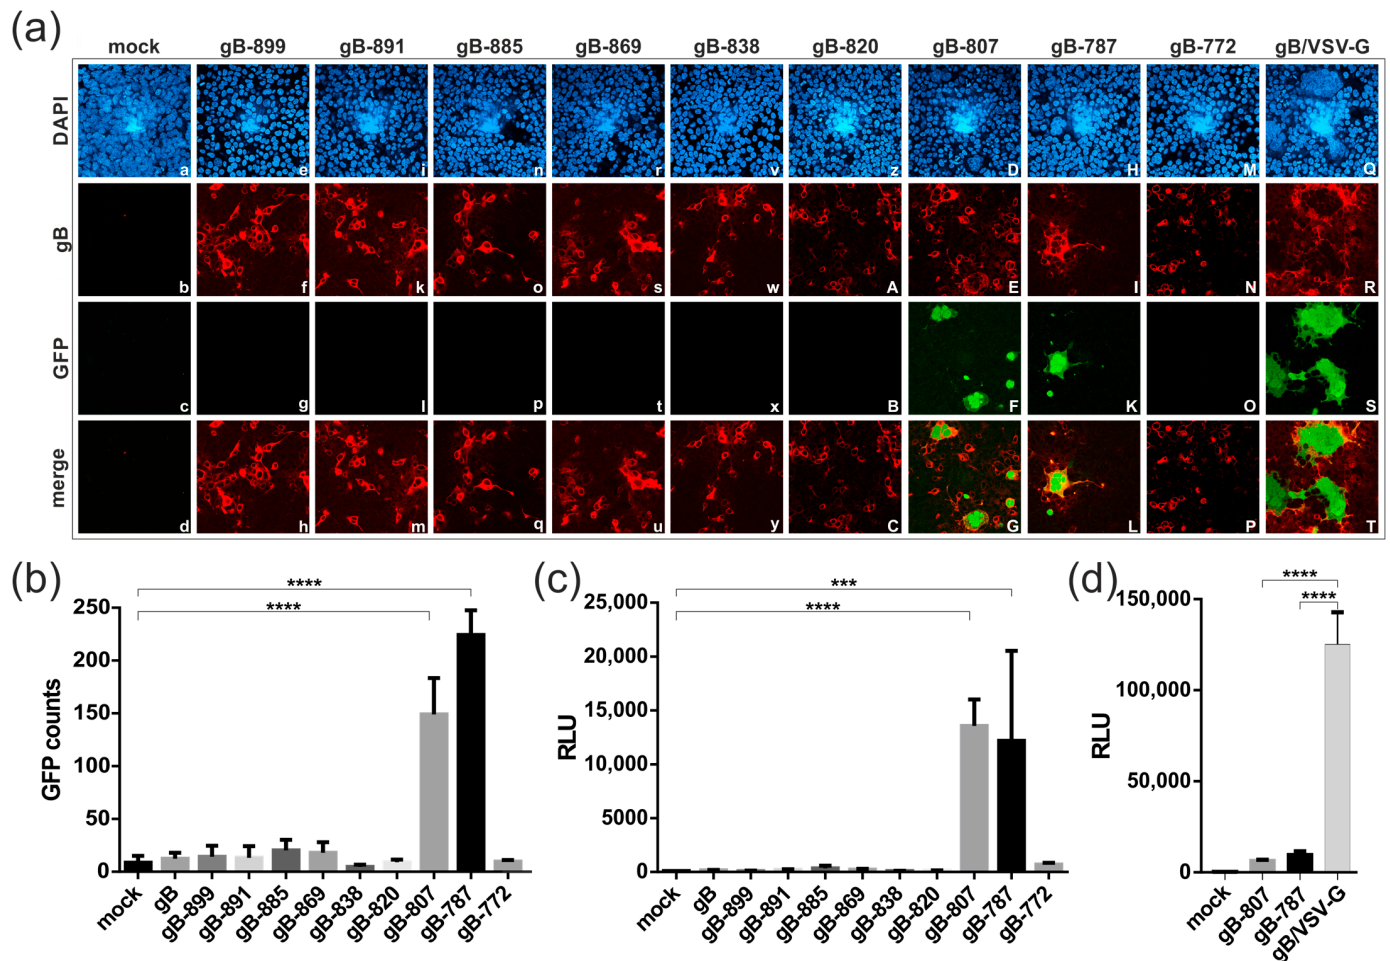 (a)
mock gB-899 gB-891 gB-885 gB-869 gB-838 gB-820 gB-807 gB-787 gB-772 gB/VSV-G
DAPI
a e i n r v z D H M Q
gB
b f k o s w A E I N R
GFP
c g l p t x B F K O S
merge
d h m q u y C G L P T
(b)
****
****
GFP counts
250
200
150
100
50
0
mock gB gB-899 gB-891 gB-885 gB-869 gB-838 gB-820 gB-807 gB-787 gB-772
(c)
***
****
RLU
25,000
20,000
15,000
10,000
5000
0
mock gB gB-899 gB-891 gB-885 gB-869 gB-838 gB-820 gB-807 gB-787 gB-772
(d)
****
****
RLU
150,000
100,000
50,000
0
mock gB-807 gB-787 gB/VSV-G